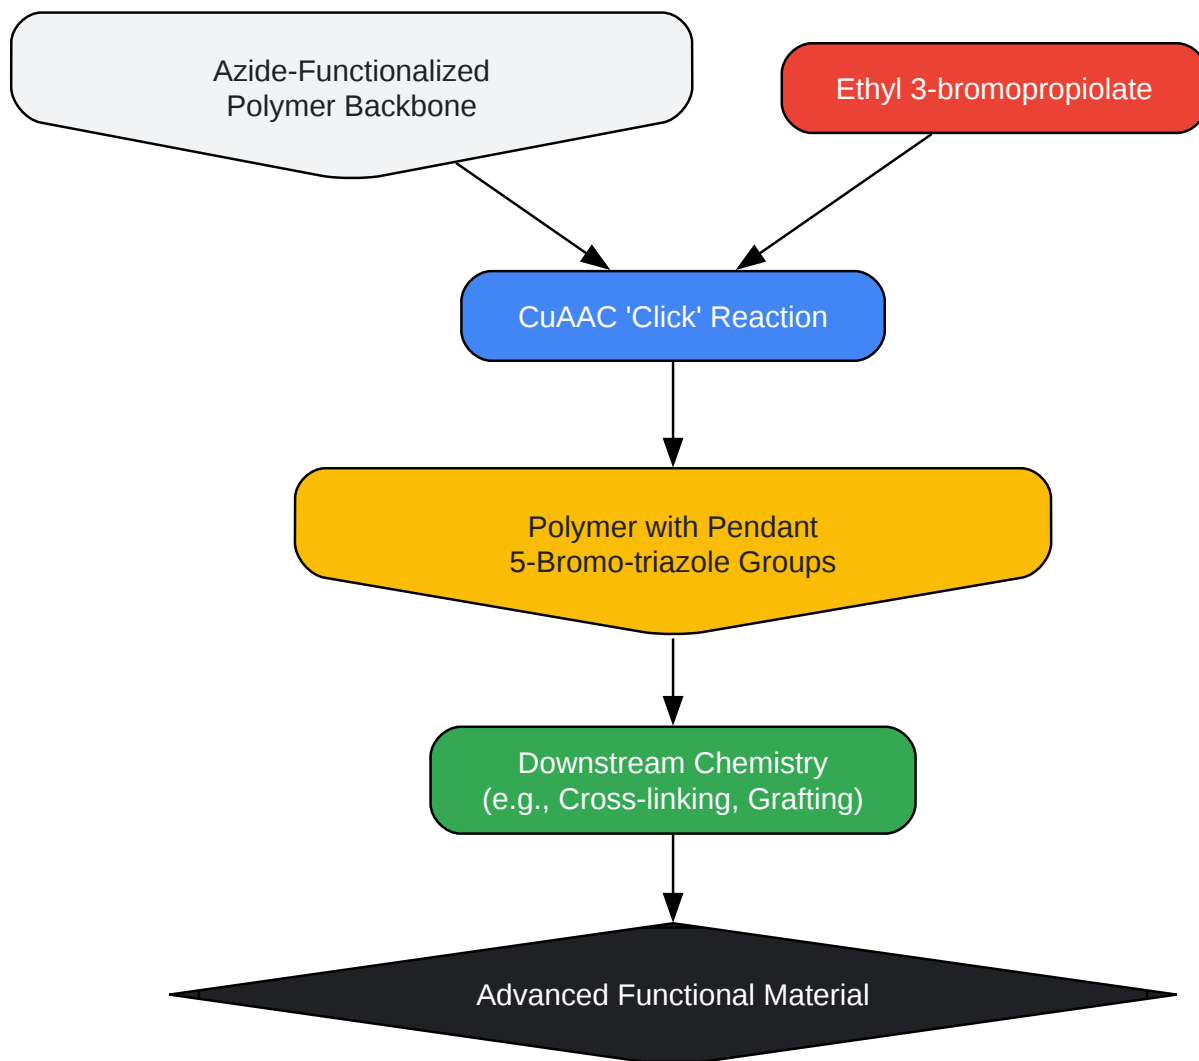 Azide-Functionalized
Polymer Backbone
Ethyl 3-bromopropiolate
CuAAC 'Click' Reaction
Polymer with Pendant
5-Bromo-triazole Groups
Downstream Chemistry
(e.g., Cross-linking, Grafting)
Advanced Functional Material